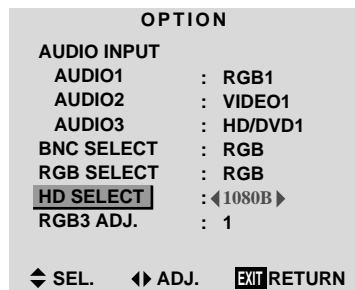 OPTION
AUDIO INPUT
AUDIO1 : RGB1
AUDIO2 : VIDEO1
AUDIO3 : HD/DVD1
BNC SELECT : RGB
RGB SELECT : RGB
HD SELECT : 1080B
RGB3 ADJ. : 1
SEL. ADJ. EXIT RETURN